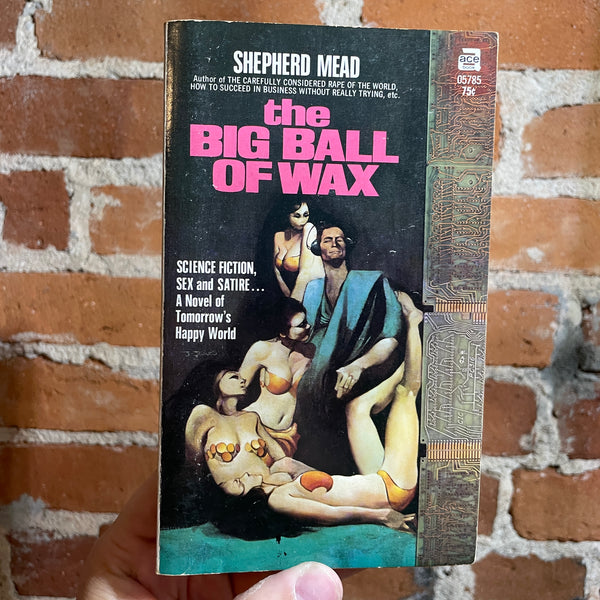 SHEPHERD MEAD
Author of THE CAREFULLY CONSIDERED RAPE OF THE WORLD,
HOW TO SUCCEED IN BUSINESS WITHOUT REALLY TRYING, etc.
the
BIG BALL
OF WAX
SCIENCE FICTION,
SEX and SATIRE...
A Novel of
Tomorrow's
Happy World
ace
book
05785
75¢